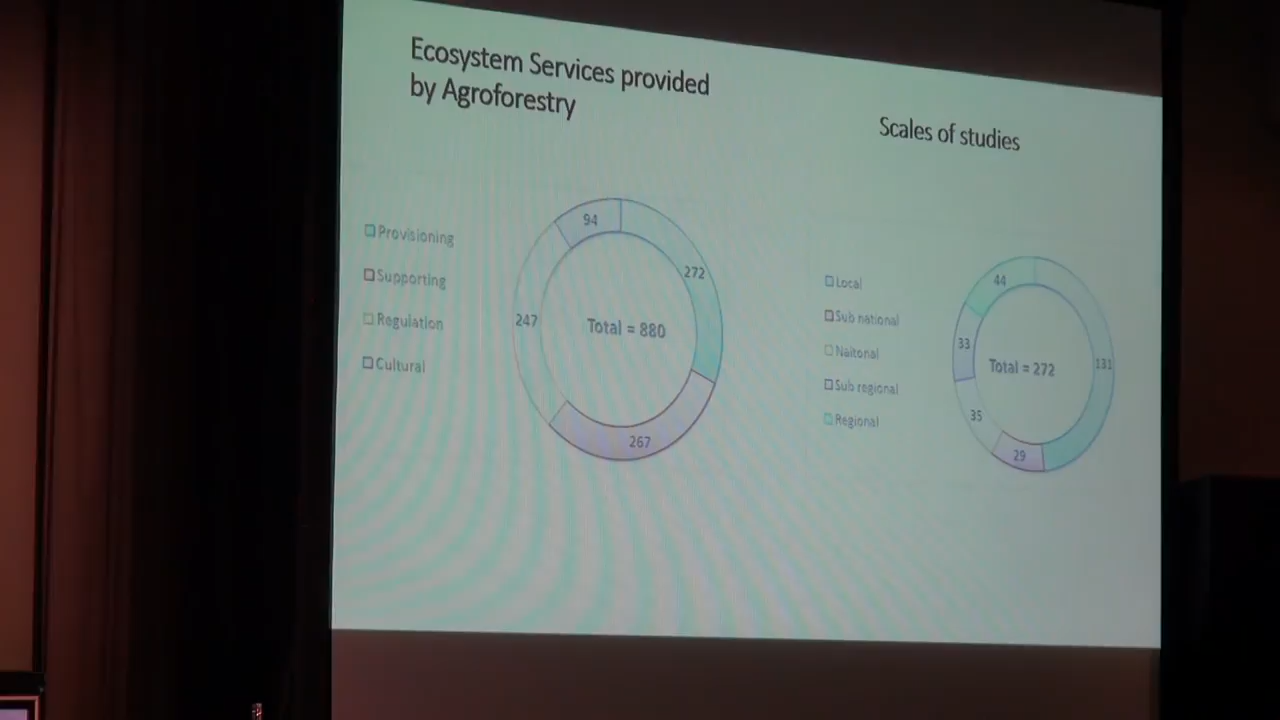 Ecosystem Services provided
by Agroforestry
Provisioning
Supporting
Regulation
Cultural
94
272
247
Total = 880
267
Scales of studies
Local
Sub national
Naitonal
Sub regional
Regional
44
33
131
Total = 272
35
29